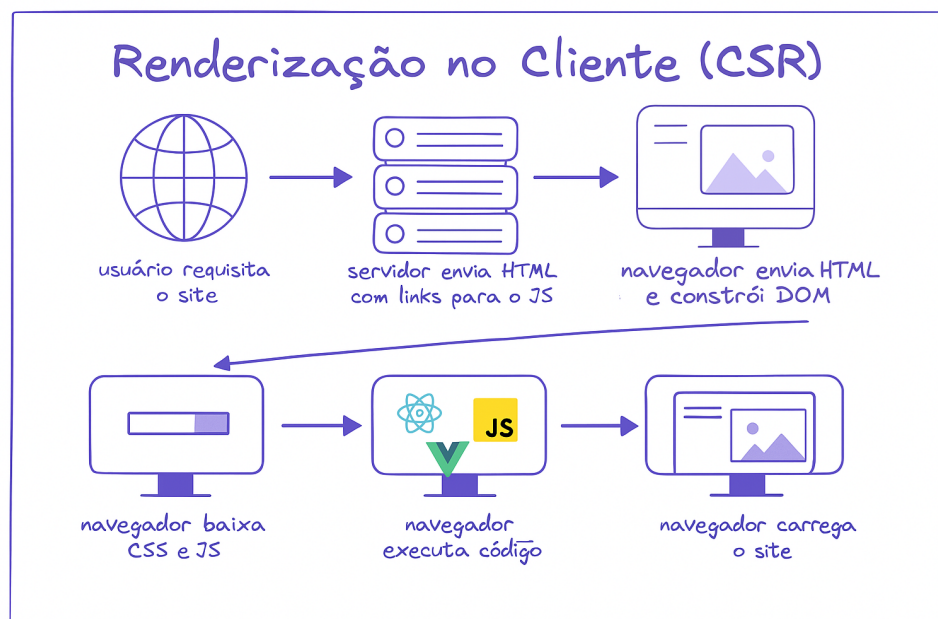 Renderização no Cliente (CSR)
usuário requisita
o site
servidor envia HTML
com links para o JS
navegador envia HTML
e constrói DOM
JS
navegador baixa
CSS e JS
navegador
executa código
navegador carrega
o site